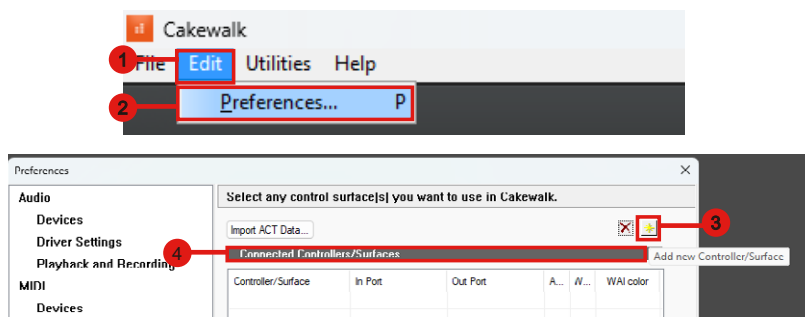 Cakewalk
File Edit Utilities Help
1
Preferences... P
2
Preferences
Audio
Select any control surface[s] you want to use in Cakewalk.
Devices
Import ACT Data...
3
Driver Settings
4
Connected Controllers/Surfaces
Add new Controller/Surface
Playback and Recording
Controller/Surface In Port Out Port A... W... WAI color
MIDI
Devices